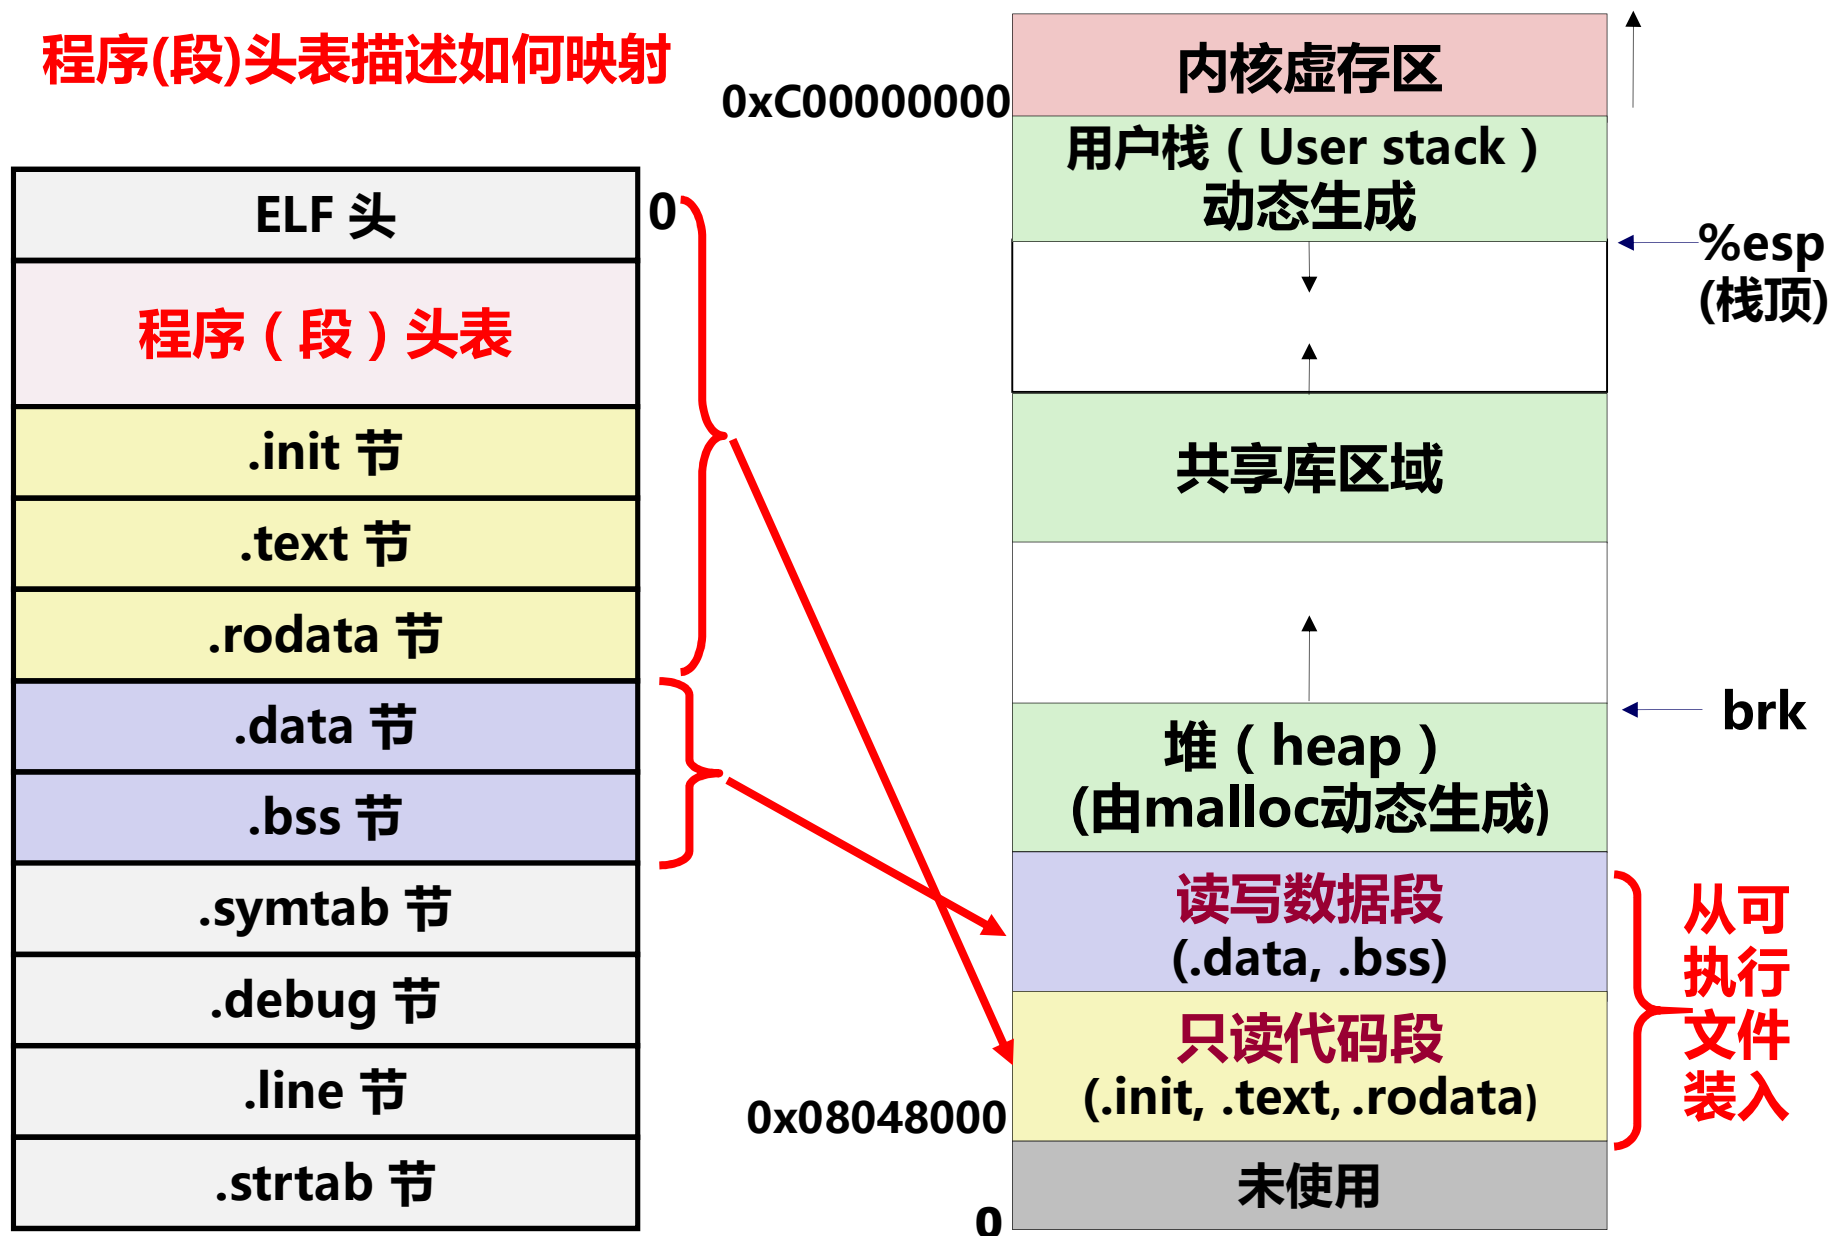 程序(段)头表描述如何映射
ELF 头
0
程序（段）头表
.init 节
.text 节
.rodata 节
.data 节
.bss 节
.symtab 节
.debug 节
.line 节
.strtab 节
内核虚存区
0xC00000000
用户栈（User stack）
动态生成
%esp
(栈顶)
共享库区域
brk
堆（heap）
(由malloc动态生成)
读写数据段
(.data, .bss)
只读代码段
(.init, .text, .rodata)
0x08048000
未使用
0
从可
执行
文件
装入